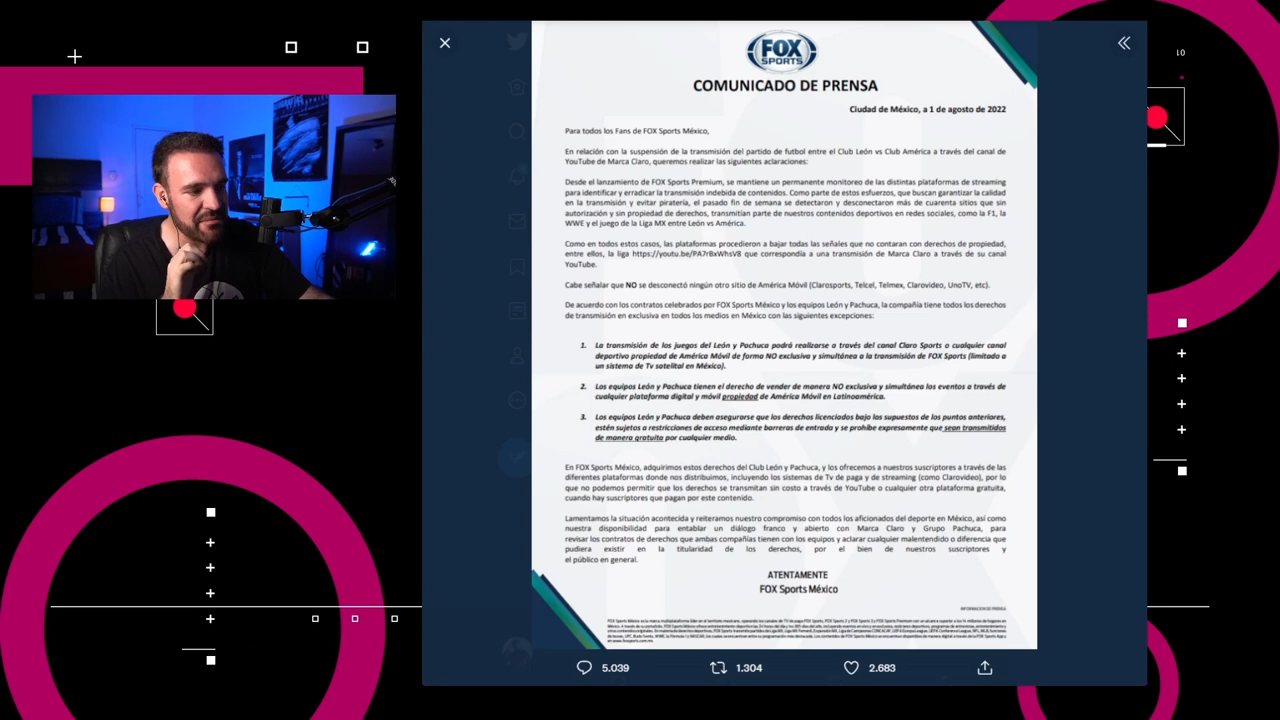 FOX
SPORTS
COMUNICADO DE PRENSA
Ciudad de México, a 1 de agosto de 2022
Para todos los Fans de FOX Sports México,
En relación con la suspensión de la transmisión del partido de futbol entre el Club León vs Club América a través del canal de
YouTube de Marca Claro, queremos realizar las siguientes aclaraciones:
Desde el lanzamiento de FOX Sports Premium, se mantiene un permanente monitoreo de las distintas plataformas de streaming
para identificar y erradicar la transmisión indebida de contenidos. Como parte de estos esfuerzos, que buscan garantizar la calidad
en la transmisión y evitar piratería, el pasado fin de semana se detectaron y desconectaron más de cuarenta sitios que sin
autorización y sin propiedad de derechos, transmitían parte de nuestros contenidos deportivos en redes sociales, como la F1, la
WWE y el juego de la Liga MX entre León vs América.
Como en todos estos casos, las plataformas procedieron a bajar todas las señales que no contaran con derechos de propiedad,
entre ellos, la liga https://youtu.be/PA7rBxWhsV8 que correspondía a una transmisión de Marca Claro a través de su canal
YouTube.
Cabe señalar que NO se desconectó ningún otro sitio de América Móvil (Clarosports, Telcel, Telmex, Clarovideo, UnoTV, etc).
De acuerdo con los contratos celebrados por FOX Sports México y los equipos León y Pachuca, la compañía tiene todos los derechos
de transmisión en exclusiva en todos los medios en México con las siguientes excepciones:
1. La transmisión de los juegos del León y Pachuca podrá realizarse a través del canal Claro Sports o cualquier canal
deportivo propiedad de América Móvil de forma NO exclusiva y simultánea a la transmisión de FOX Sports (limitado a
un sistema de Tv satelital en México).
2. Los equipos León y Pachuca tienen el derecho de vender de manera NO exclusiva y simultánea los eventos a través de
cualquier plataforma digital y móvil propiedad de América Móvil en Latinoamérica.
3. Los equipos León y Pachuca deben asegurarse que los derechos licenciados bajo los supuestos de los puntos anteriores,
estén sujetos a restricciones de acceso mediante barreras de entrada y se prohíbe expresamente que sean transmitidos
de manera gratuita por cualquier medio.
En FOX Sports México, adquirimos estos derechos del Club León y Pachuca, y los ofrecemos a nuestros suscriptores a través de las
diferentes plataformas donde nos distribuimos, incluyendo los sistemas de Tv de paga y de streaming (como Clarovideo), por lo
que no podemos permitir que los derechos se transmitan sin costo a través de YouTube o cualquier otra plataforma gratuita,
cuando hay suscriptores que pagan por este contenido.
Lamentamos la situación acontecida y reiteramos nuestro compromiso con todos los aficionados del deporte en México, así como
nuestra disponibilidad para entablar un diálogo franco y abierto con Marca Claro y Grupo Pachuca, para
revisar los contratos de derechos que ambas compañías tienen con los equipos y aclarar cualquier malentendido o diferencia que
pudiera existir en la titularidad de los derechos, por el bien de nuestros suscriptores y
el público en general.
ATENTAMENTE
FOX Sports México
INFORMACIÓN DE PRENSA
5.039
1.304
2.683